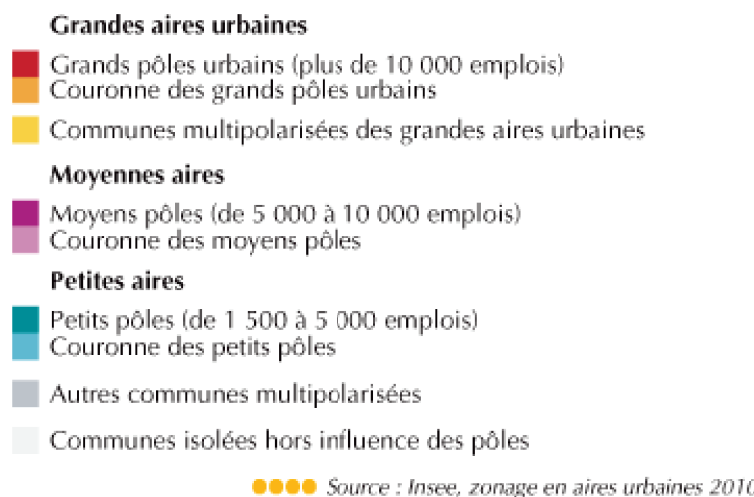 Grandes aires urbaines
Grands pôles urbains (plus de 10 000 emplois)
Couronne des grands pôles urbains
Communes multipolarisées des grandes aires urbaines
Moyennes aires
Moyens pôles (de 5 000 à 10 000 emplois)
Couronne des moyens pôles
Petites aires
Petits pôles (de 1 500 à 5 000 emplois)
Couronne des petits pôles
Autres communes multipolarisées
Communes isolées hors influence des pôles
Source : Insee, zonage en aires urbaines 2010